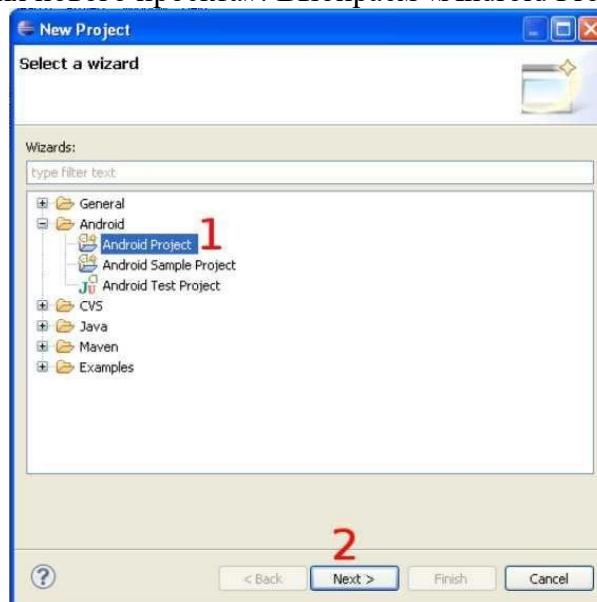 New Project
Select a wizard
Wizards:
type filter text
General
Android
Android Project 1
Android Sample Project
Android Test Project
CVS
Java
Maven
Examples
2
< Back Next > Finish Cancel